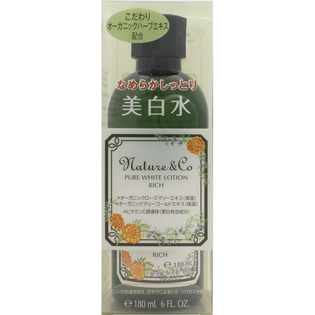 こだわり
オーガニックハーブエキス
配合
なめらかしっとり
美白水
Nature&Co
PURE WHITE LOTION
RICH
*オーガニックローズマリーエキス(保湿)
*オーガニックマリーゴールドエキス(保湿)
*ビタミンC誘導体(美白有効成分)
RICH
180 mL 6 FL. OZ.